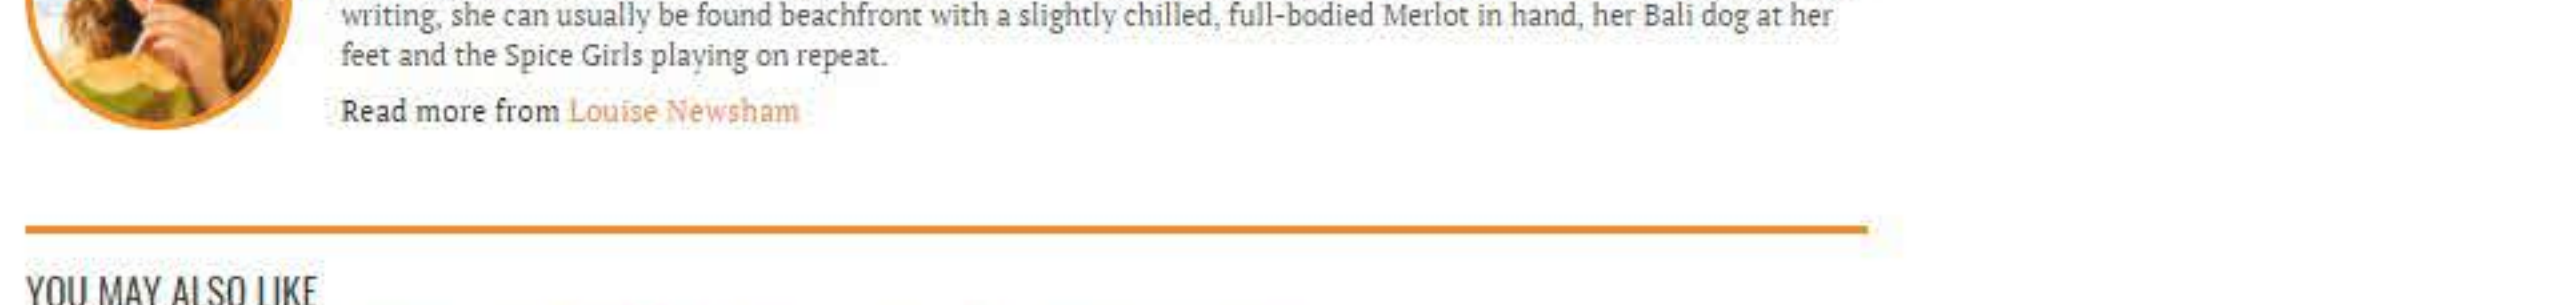 writing, she can usually be found beachfront with a slightly chilled, full-bodied Merlot in hand, her Bali dog at her
feet and the Spice Girls playing on repeat.
Read more from Louise Newsham
YOU MAY ALSO LIKE